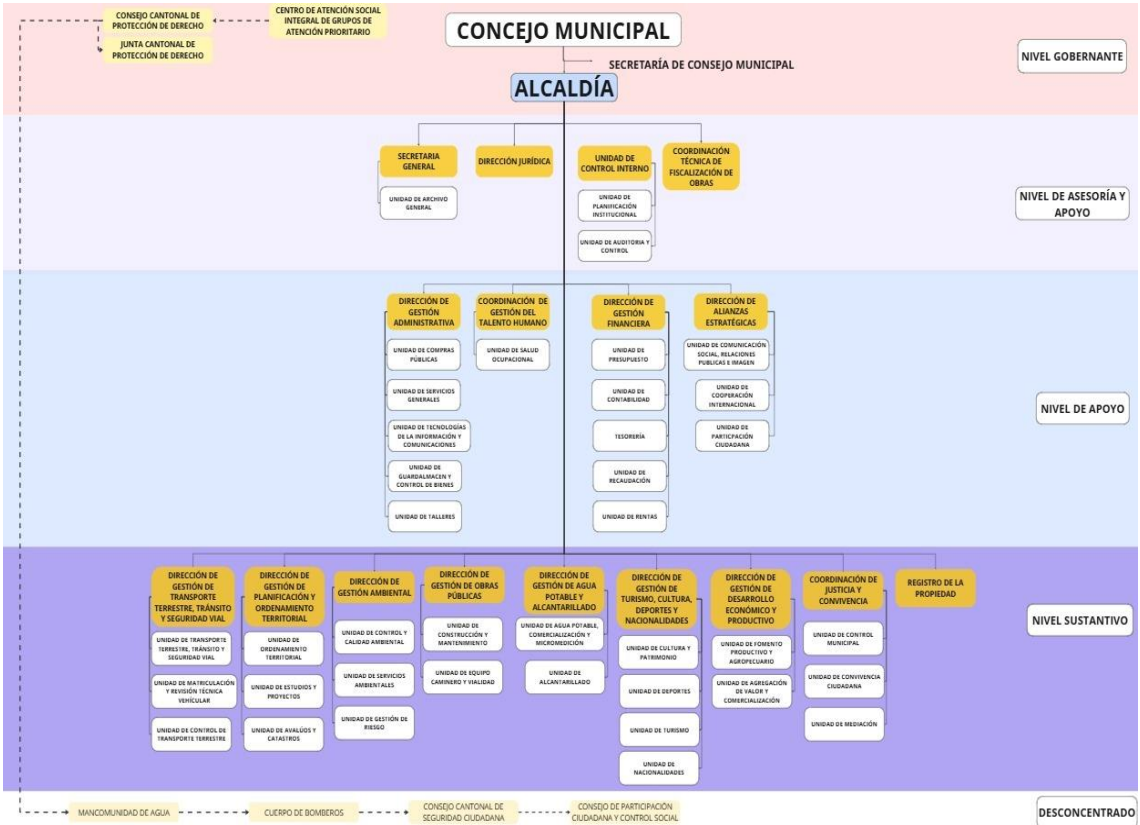 CONSEJO CANTONAL DE
PROTECCIÓN DE DERECHO
CENTRO DE ATENCIÓN SOCIAL
INTEGRAL DE GRUPOS DE
ATENCIÓN PRIORITARIO
JUNTA CANTONAL DE
PROTECCIÓN DE DERECHO
CONCEJO MUNICIPAL
SECRETARÍA DE CONSEJO MUNICIPAL
ALCALDÍA
NIVEL GOBERNANTE
SECRETARIA
GENERAL
UNIDAD DE ARCHIVO
GENERAL
DIRECCIÓN JURÍDICA
UNIDAD DE
CONTROL INTERNO
UNIDAD DE
PLANIFICACIÓN
INSTITUCIONAL
UNIDAD DE AUDITORIA Y
CONTROL
COORDINACIÓN
TÉCNICA DE
FISCALIZACIÓN DE
OBRAS
NIVEL DE ASESORÍA Y
APOYO
DIRECCIÓN DE
GESTIÓN
ADMINISTRATIVA
UNIDAD DE COMPRAS
PÚBLICAS
UNIDAD DE SERVICIOS
GENERALES
UNIDAD DE TECNOLOGÍAS
DE LA INFORMACIÓN Y
COMUNICACIONES
UNIDAD DE
GUARDALMACEN Y
CONTROL DE BIENES
UNIDAD DE TALLERES
COORDINACIÓN DE
GESTIÓN DEL
TALENTO HUMANO
UNIDAD DE SALUD
OCUPACIONAL
DIRECCIÓN DE
GESTIÓN
FINANCIERA
UNIDAD DE
PRESUPUESTO
UNIDAD DE
CONTABILIDAD
TESORERÍA
UNIDAD DE
RECAUDACIÓN
UNIDAD DE RENTAS
DIRECCIÓN DE
ALIANZAS
ESTRATÉGICAS
UNIDAD DE COMUNICACIÓN
SOCIAL, RELACIONES
PUBLICAS E IMAGEN
UNIDAD DE
COOPERACIÓN
INTERNACIONAL
UNIDAD DE
PARTICPACIÓN
CIUDADANA
NIVEL DE APOYO
DIRECCIÓN DE
GESTIÓN DE
TRANSPORTE
TERRESTRE, TRÁNSITO
Y SEGURIDAD VIAL
UNIDAD DE TRANSPORTE
TERRESTRE, TRÁNSITO Y
SEGURIDAD VIAL
UNIDAD DE MATRICULACIÓN
Y REVISIÓN TÉCNICA
VEHÍCULAR
UNIDAD DE CONTROL DE
TRANSPORTE TERRESTRE
DIRECCIÓN DE
GESTIÓN DE
PLANIFICACIÓN Y
ORDENAMIENTO
TERRITORIAL
UNIDAD DE
ORDENAMIENTO
TERRITORIAL
UNIDAD DE ESTUDIOS Y
PROYECTOS
UNIDAD DE AVALÚOS Y
CATASTROS
DIRECCIÓN DE
GESTIÓN AMBIENTAL
UNIDAD DE CONTROL Y
CALIDAD AMBIENTAL
UNIDAD DE SERVICIOS
AMBIENTALES
UNIDAD DE GESTIÓN DE
RIESGO
DIRECCIÓN DE
GESTIÓN DE OBRAS
PÚBLICAS
UNIDAD DE
CONSTRUCCIÓN Y
MANTENIMIENTO
UNIDAD DE EQUIPO
CAMINERO Y VIALIDAD
DIRECCIÓN DE
GESTIÓN DE AGUA
POTABLE Y
ALCANTARILLADO
UNIDAD DE AGUA POTABLE,
COMERCIALIZACIÓN Y
MICROMEDICIÓN
UNIDAD DE
ALCANTARILLADO
DIRECCIÓN DE
GESTIÓN DE
TURISMO, CULTURA,
DEPORTES Y
NACIONALIDADES
UNIDAD DE CULTURA Y
PATRIMONIO
UNIDAD DE DEPORTES
UNIDAD DE TURISMO
UNIDAD DE
NACIONALIDADES
DIRECCIÓN DE
GESTIÓN DE
DESARROLLO
ECONÓMICO Y
PRODUCTIVO
UNIDAD DE FOMENTO
PRODUCTIVO Y
AGROPECUARIO
UNIDAD DE AGREGACIÓN
DE VALOR Y
COMERCIALIZACIÓN
COORDINACIÓN DE
JUSTICIA Y
CONVIVENCIA
UNIDAD DE CONTROL
MUNICIPAL
UNIDAD DE CONVIVENCIA
CIUDADANA
UNIDAD DE MEDIACIÓN
REGISTRO DE LA
PROPIEDAD
NIVEL SUSTANTIVO
MANCOMUNIDAD DE AGUA
CUERPO DE BOMBEROS
CONSEJO CANTONAL DE
SEGURIDAD CIUDADANA
CONSEJO DE PARTICIPACIÓN
CIUDADANA Y CONTROL SOCIAL
DESCONCENTRADO